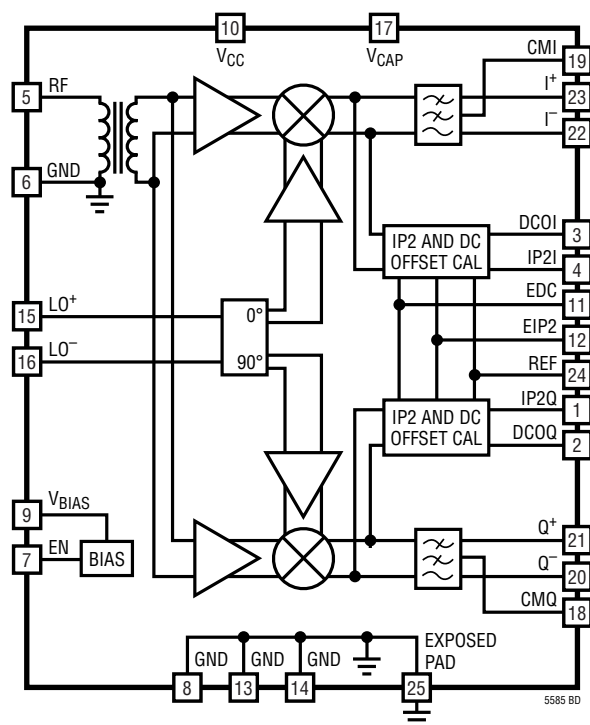 10
17
V_CC
V_CAP
CMI
19
5
RF
I+
23
I−
22
6
GND
DCOI
3
IP2 AND DC
OFFSET CAL
IP2I
4
EDC
11
15
LO+
0°
EIP2
12
16
LO−
90°
REF
24
IP2Q
1
IP2 AND DC
OFFSET CAL
DCOQ
2
9
V_BIAS
7
EN
BIAS
Q+
21
Q−
20
CMQ
18
GND
GND
GND
EXPOSED
PAD
8
13
14
25
5585 BD